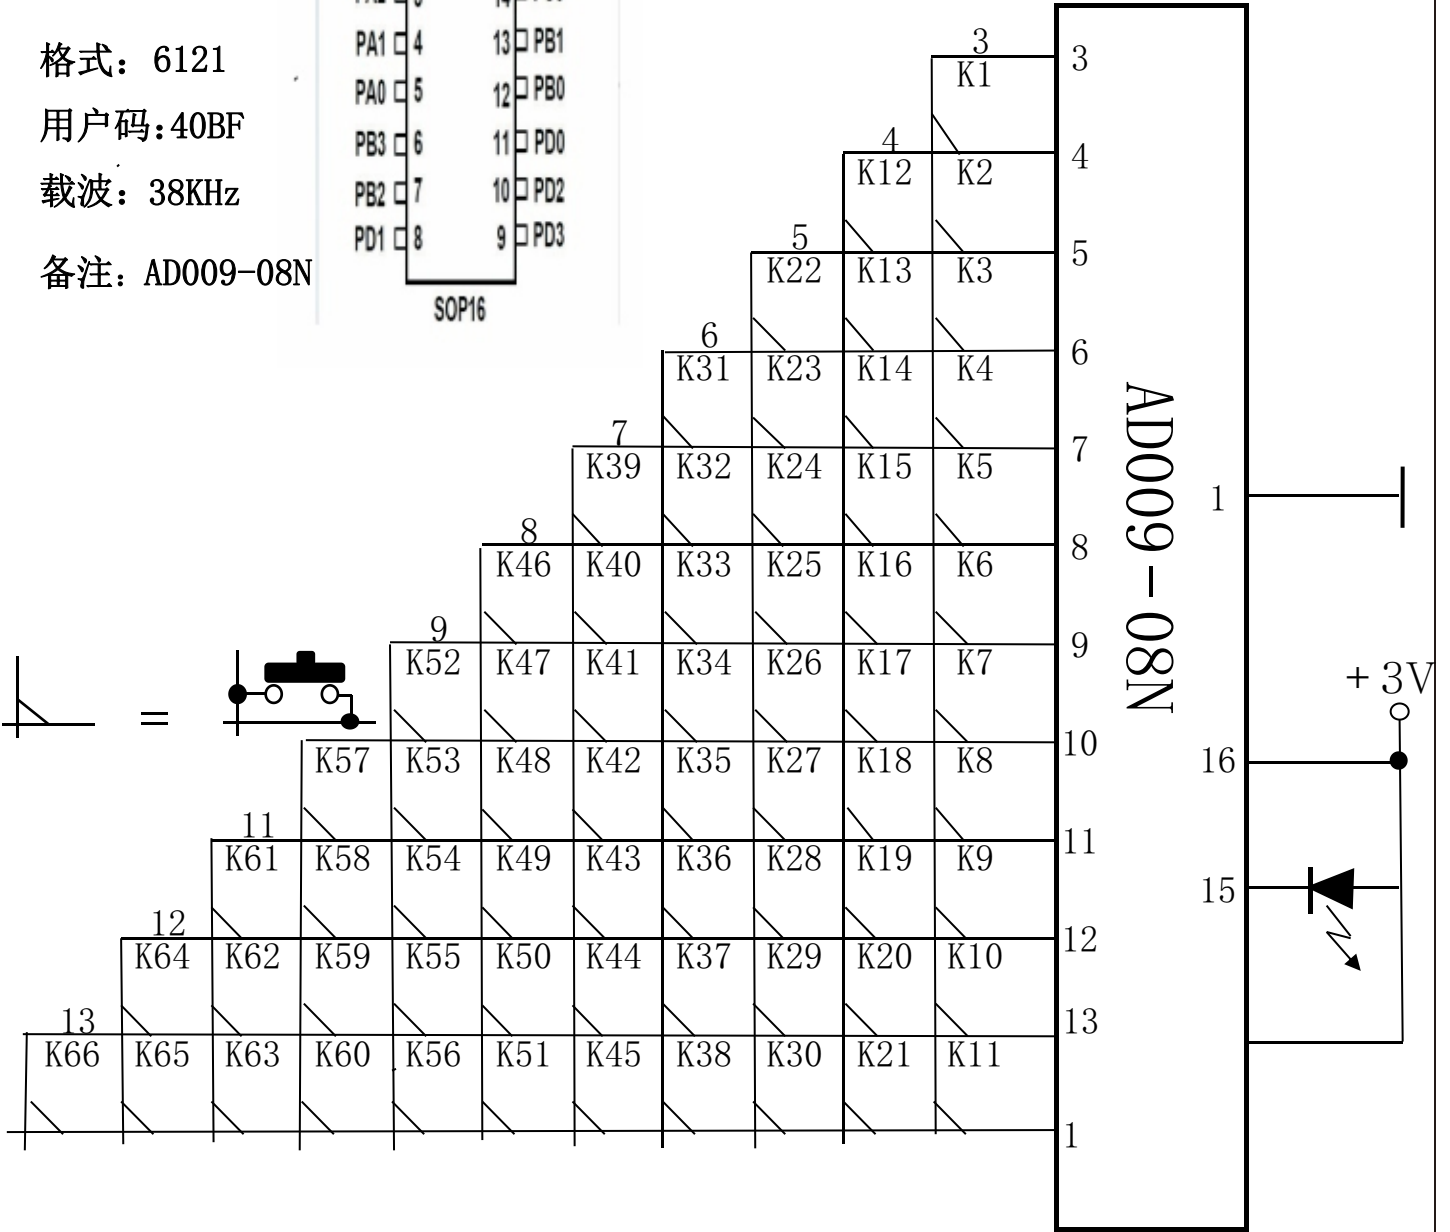 格式：6121
用户码:40BF
载波：38KHz
备注：AD009-08N
PA1 4 13 PB1
PA0 5 12 PB0
PB3 6 11 PD0
PB2 7 10 PD2
PD1 8 9 PD3
SOP16
3 3
K1
4 4
K12 K2
5 5
K22 K13 K3
6 6
K31 K23 K14 K4
7 7
K39 K32 K24 K15 K5
8 8
K46 K40 K33 K25 K16 K6
9 9
K52 K47 K41 K34 K26 K17 K7
10
K57 K53 K48 K42 K35 K27 K18 K8
11 11
K61 K58 K54 K49 K43 K36 K28 K19 K9
12 12
K64 K62 K59 K55 K50 K44 K37 K29 K20 K10
13 13
K66 K65 K63 K60 K56 K51 K45 K38 K30 K21 K11
1
=
AD009-08N
1
+3V
16
15